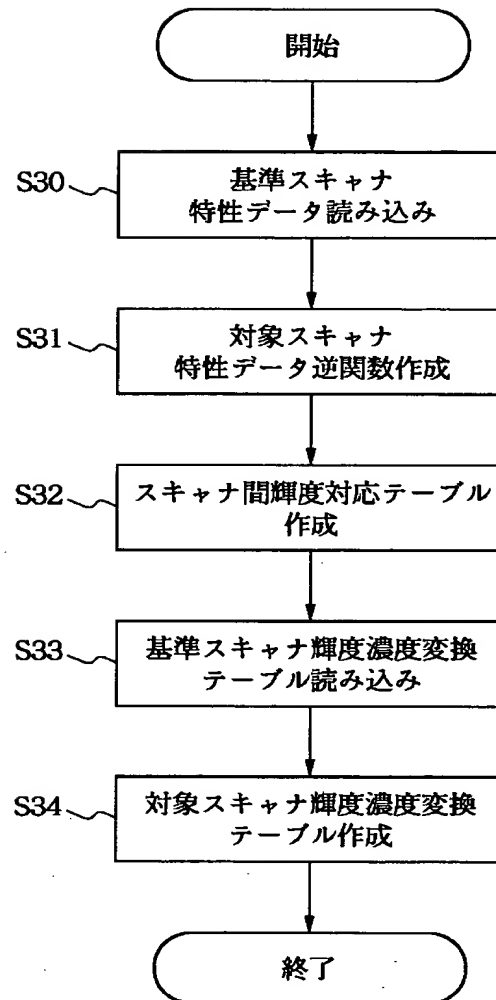 開始
S30
基準スキャナ
特性データ読み込み
S31
対象スキャナ
特性データ逆関数作成
S32
スキャナ間輝度対応テーブル
作成
S33
基準スキャナ輝度濃度変換
テーブル読み込み
S34
対象スキャナ輝度濃度変換
テーブル作成
終了